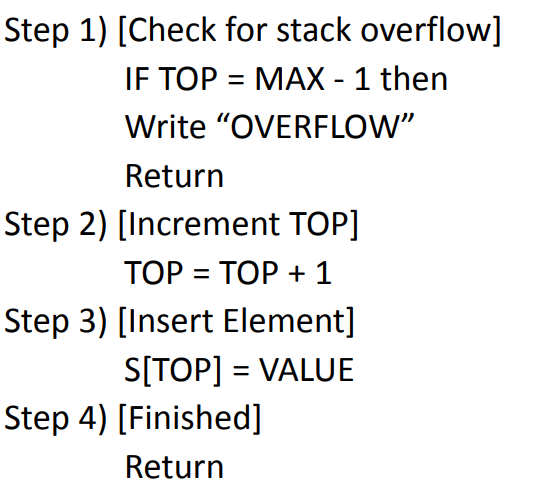 Step 1) [Check for stack overflow]
IF TOP = MAX - 1 then
Write “OVERFLOW”
Return
Step 2) [Increment TOP]
TOP = TOP + 1
Step 3) [Insert Element]
S[TOP] = VALUE
Step 4) [Finished]
Return